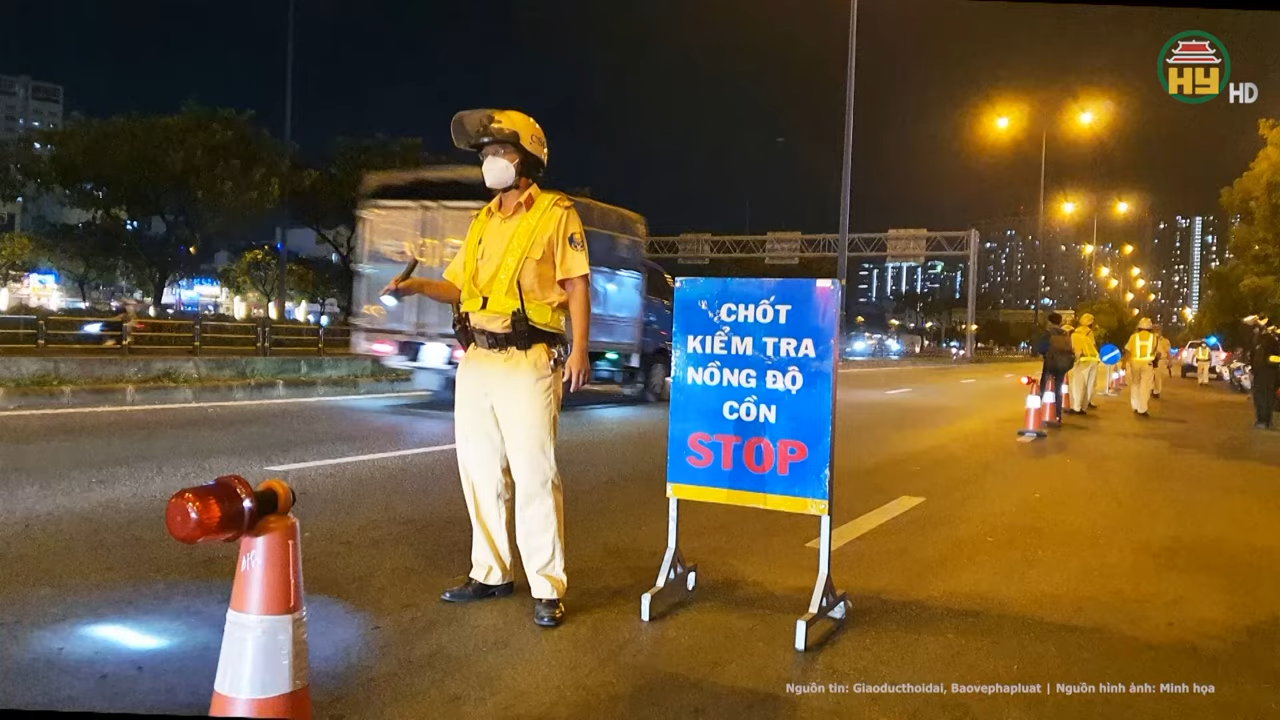 HY HD
CHỐT
KIỂM TRA
NỒNG ĐỘ
CỒN
STOP
Nguồn tin: Giaoducthoidai, Baovephapluat | Nguồn hình ảnh: Minh họa